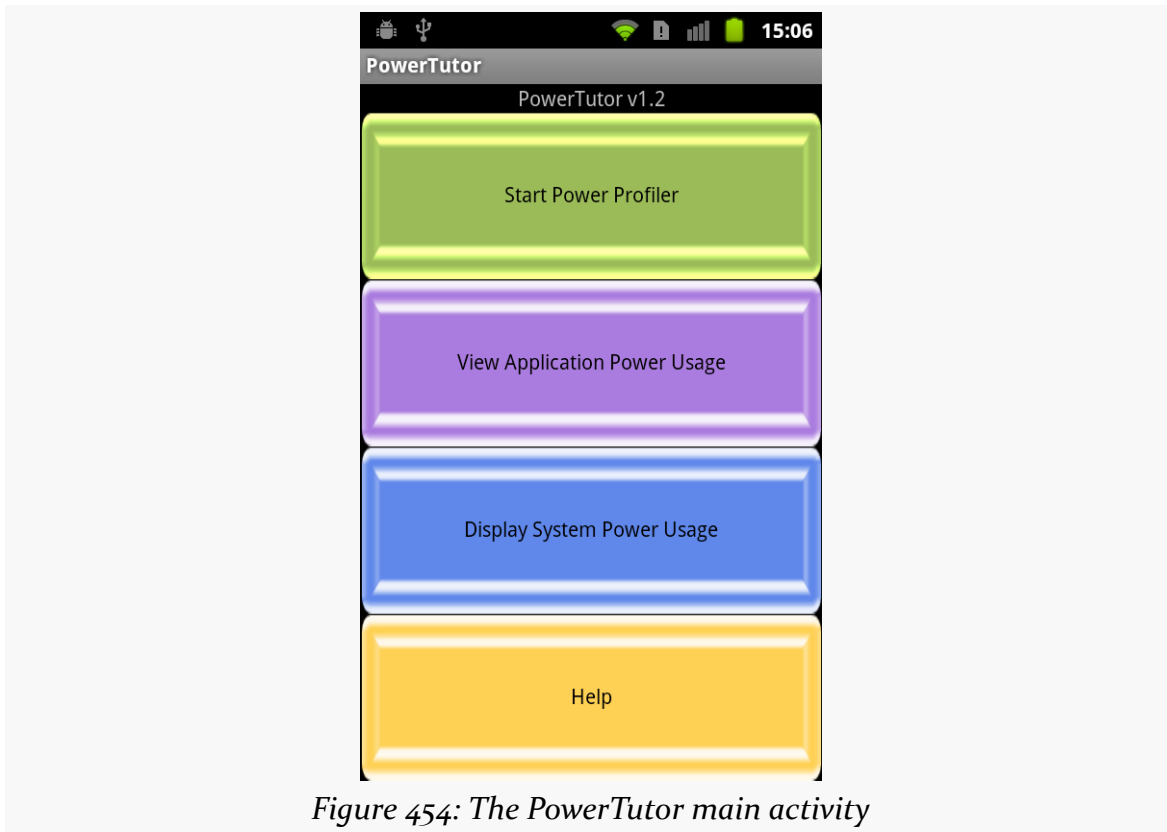 15:06
PowerTutor
PowerTutor v1.2
Start Power Profiler
View Application Power Usage
Display System Power Usage
Help
Figure 454: The PowerTutor main activity